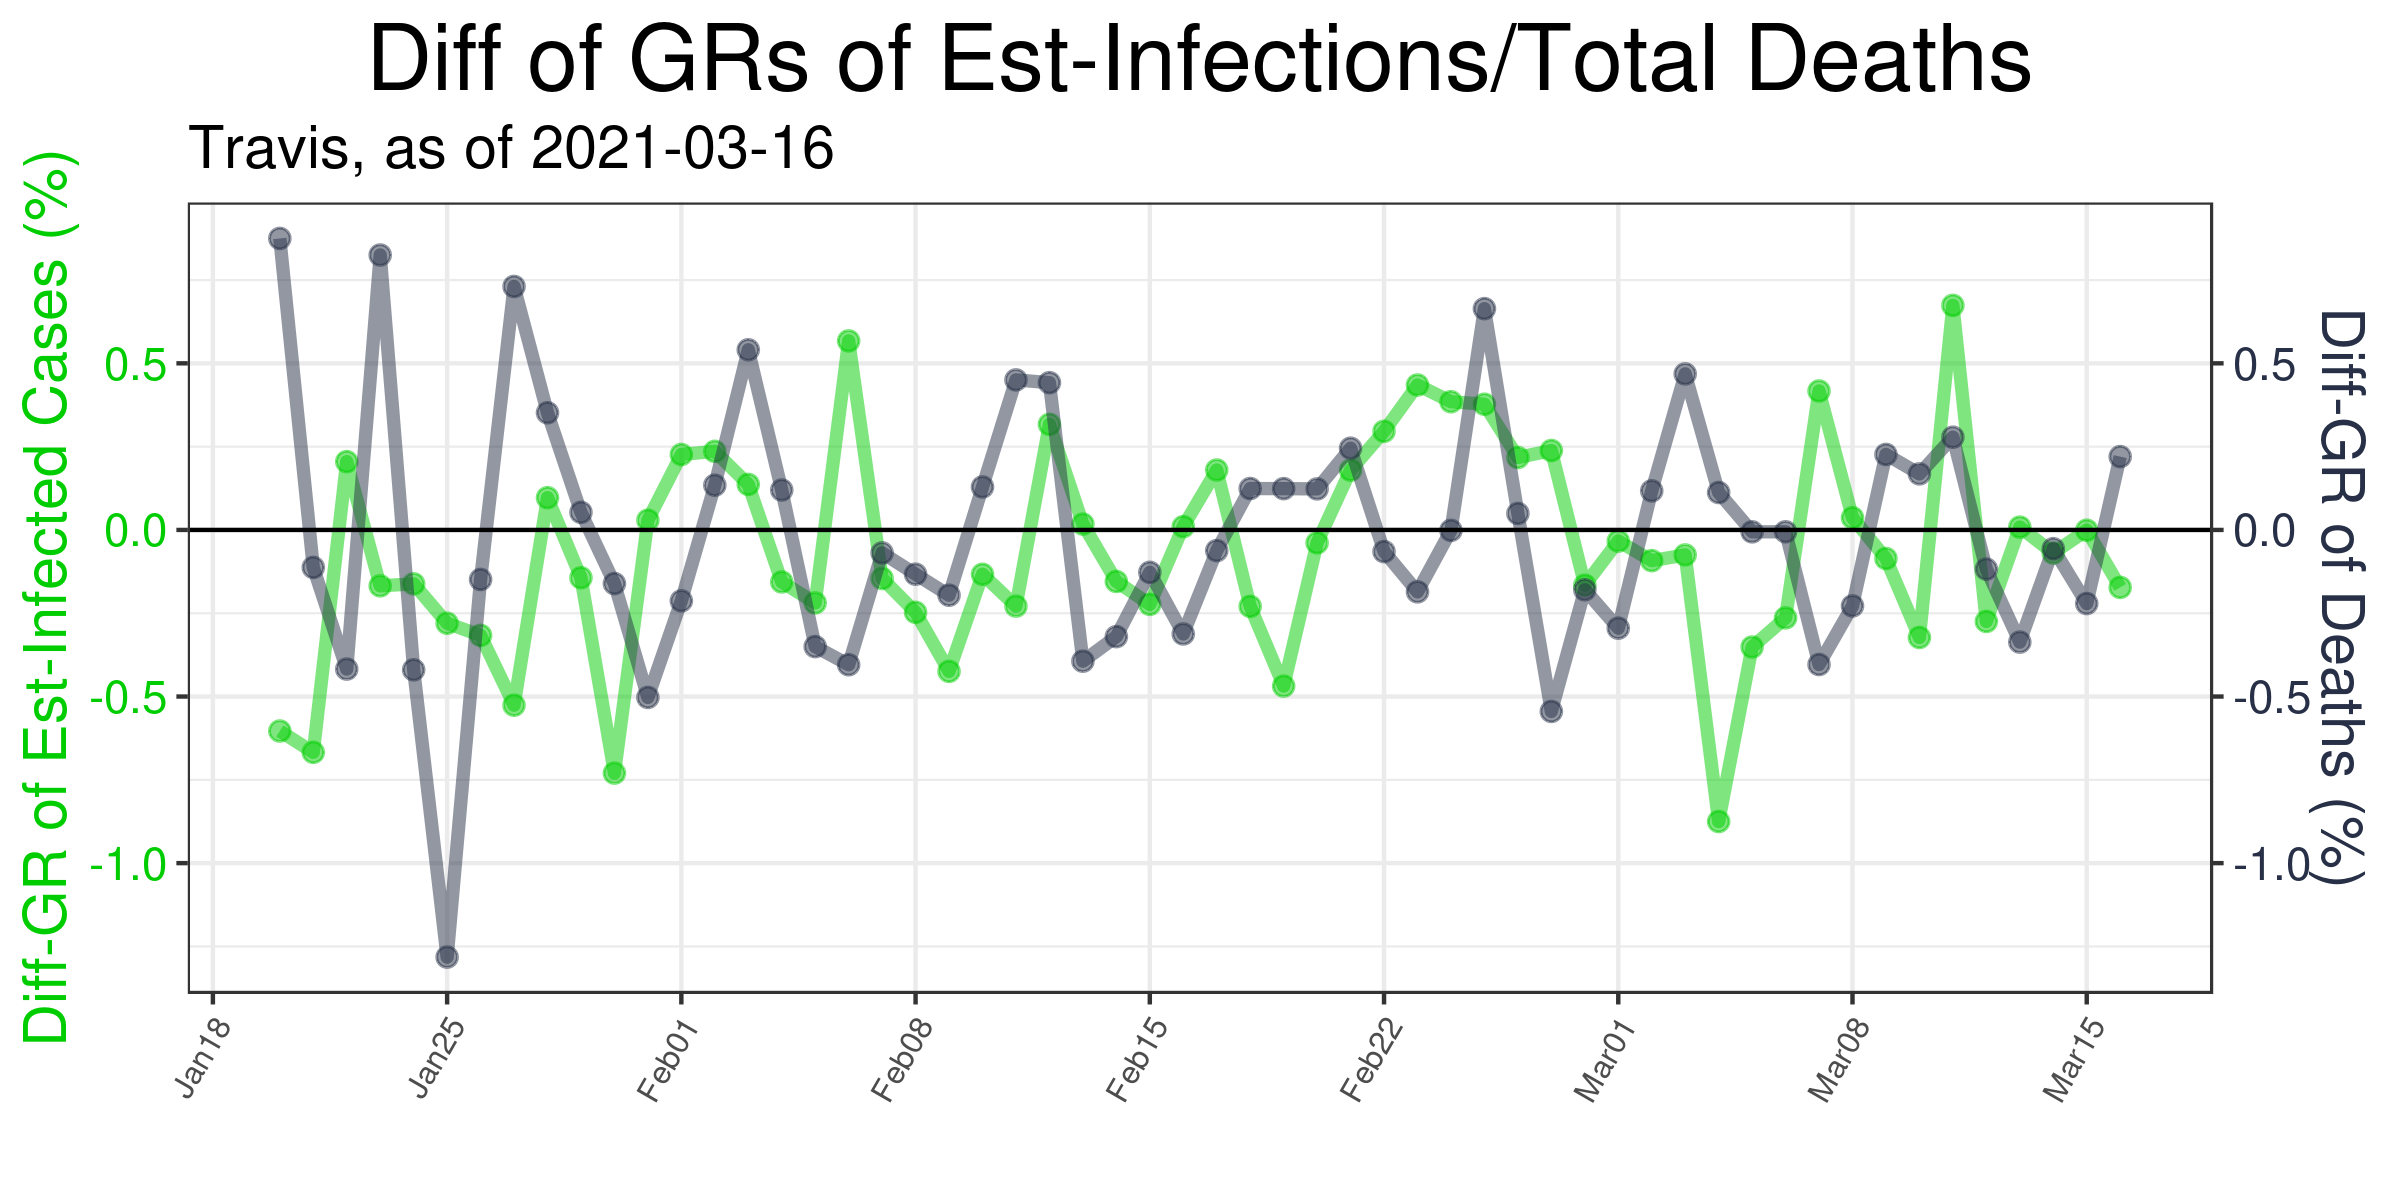 Diff of GRs of Est-Infections/Total Deaths
Travis, as of 2021-03-16
Diff-GR of Est-Infected Cases (%)
0.5
0.0
-0.5
-1.0
0.5
0.0
-0.5
-1.0
Diff-GR of Deaths (%)
Jan18
Jan25
Feb01
Feb08
Feb15
Feb22
Mar01
Mar08
Mar15